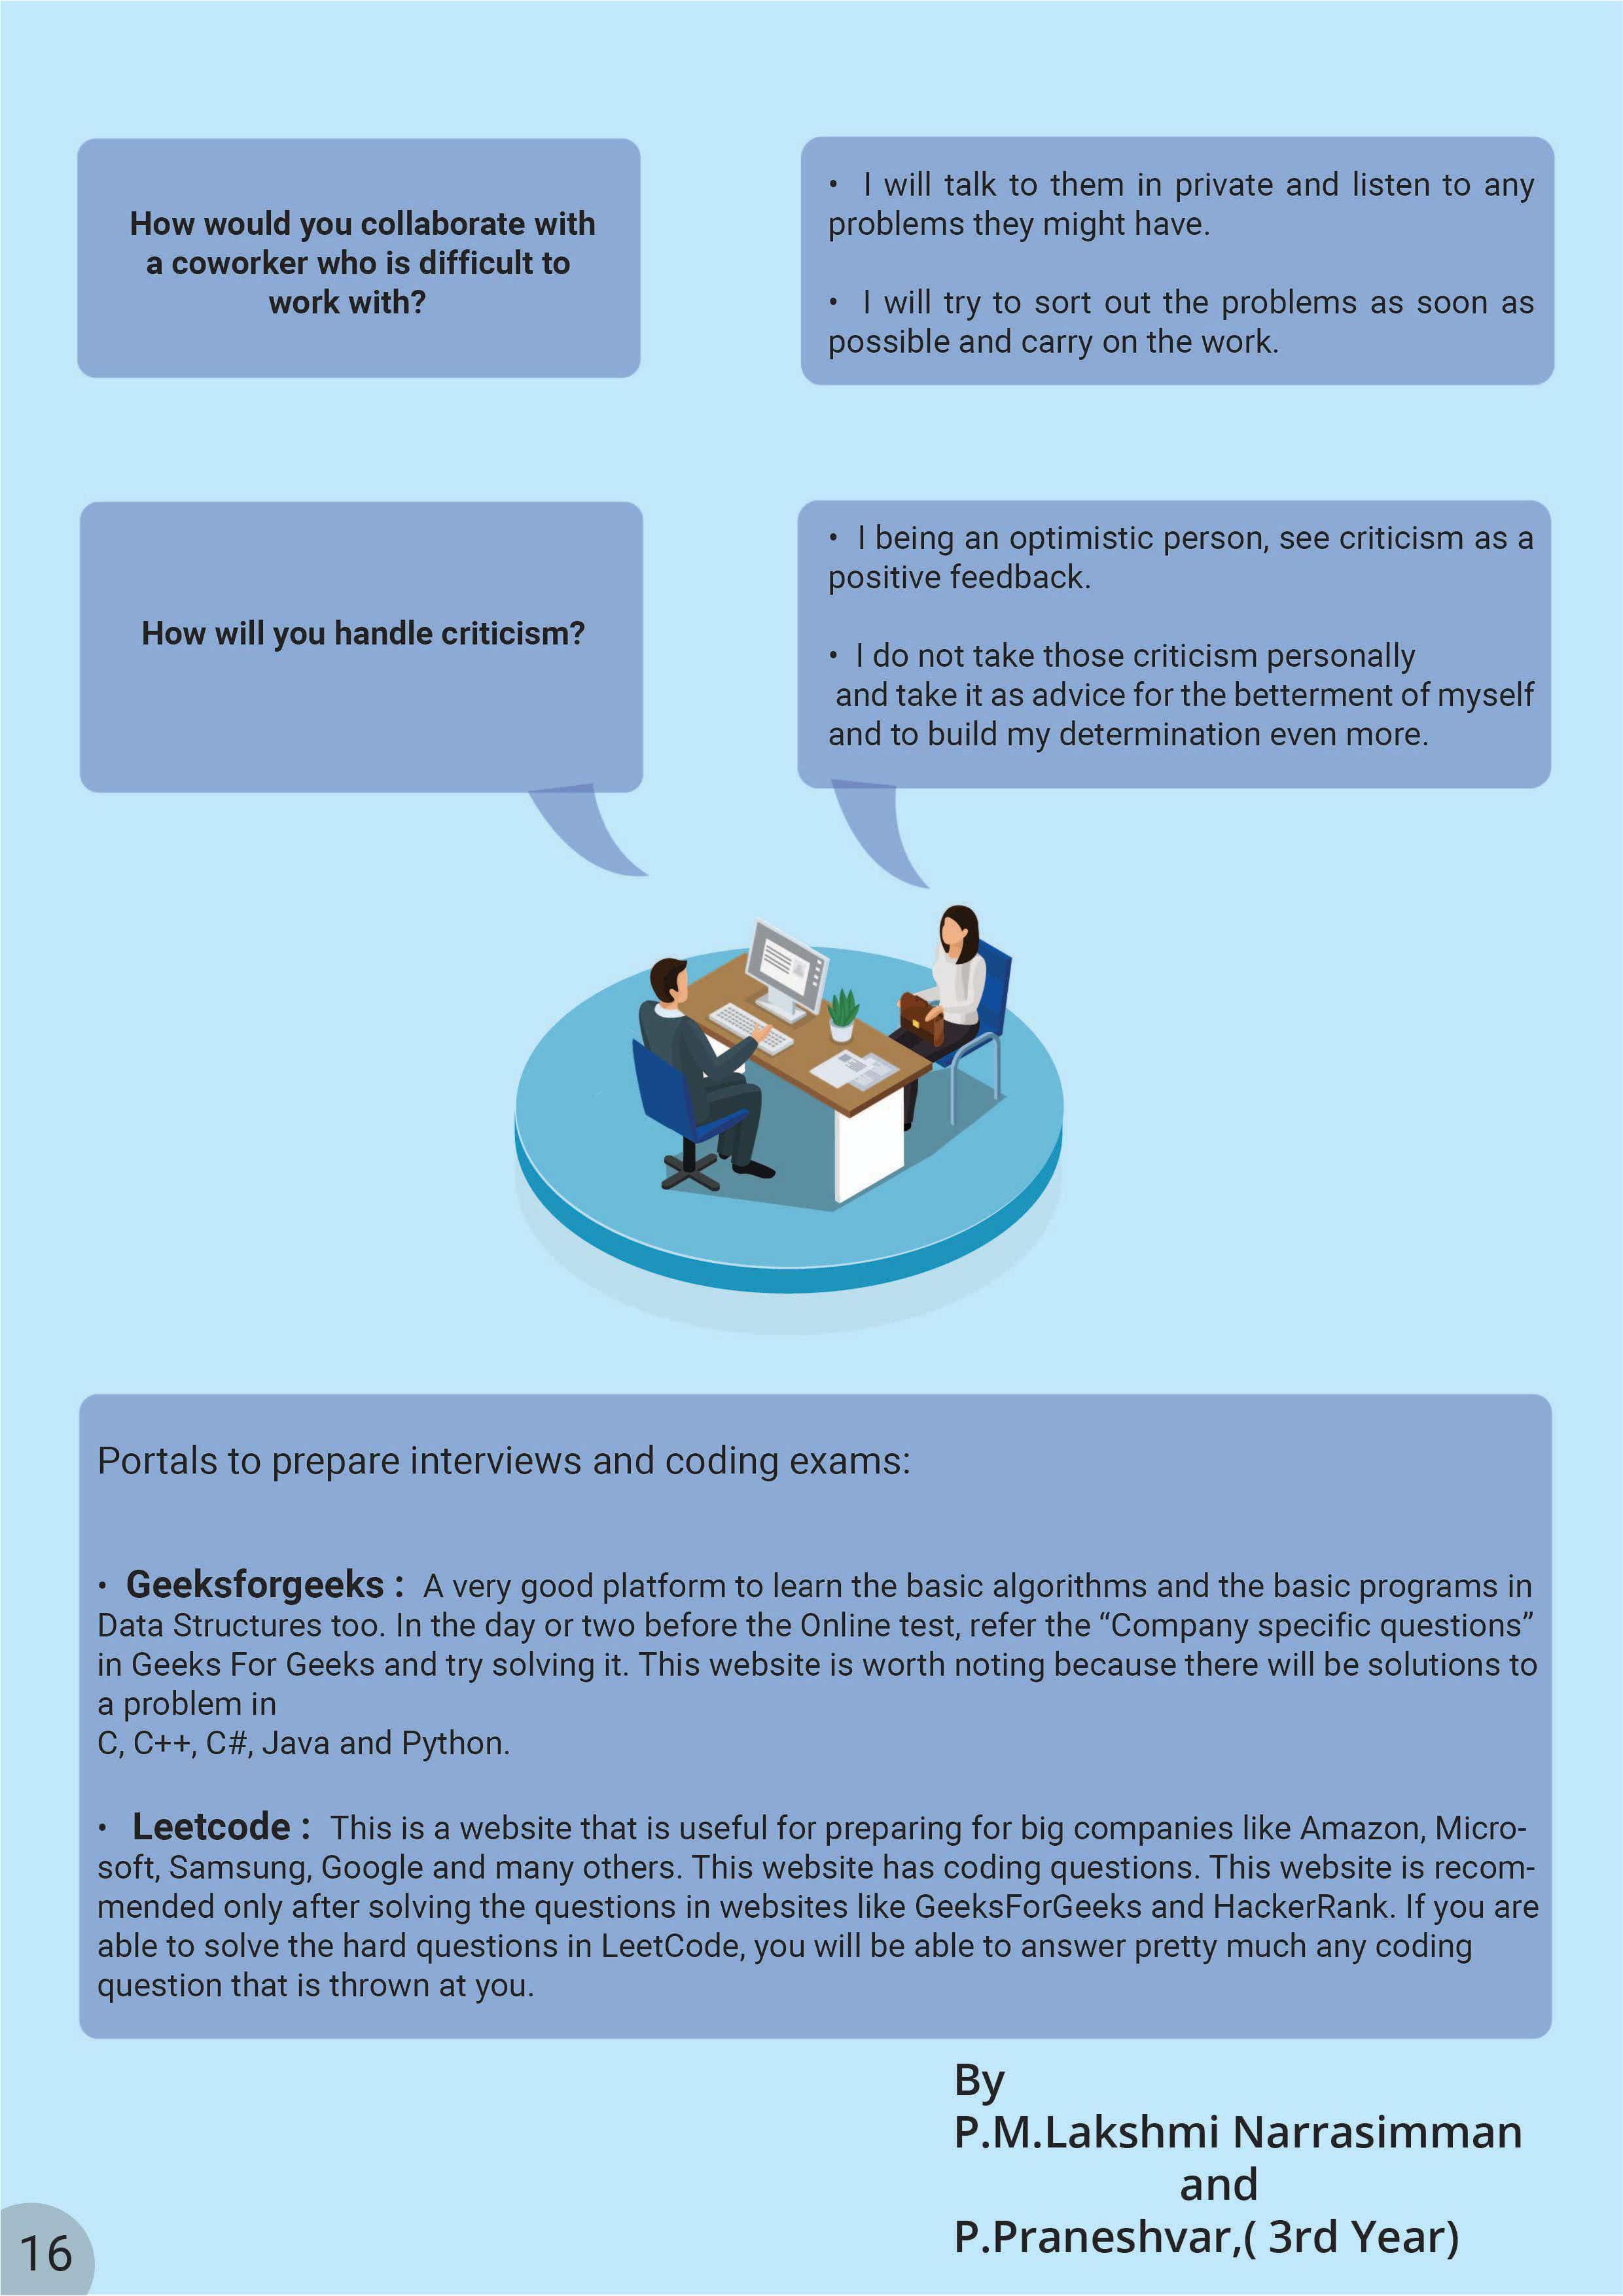 How would you collaborate with
a coworker who is difficult to
work with?
• I will talk to them in private and listen to any
problems they might have.
• I will try to sort out the problems as soon as
possible and carry on the work.
How will you handle criticism?
• I being an optimistic person, see criticism as a
positive feedback.
• I do not take those criticism personally
and take it as advice for the betterment of myself
and to build my determination even more.
Portals to prepare interviews and coding exams:
• Geeksforgeeks : A very good platform to learn the basic algorithms and the basic programs in
Data Structures too. In the day or two before the Online test, refer the “Company specific questions”
in Geeks For Geeks and try solving it. This website is worth noting because there will be solutions to
a problem in
C, C++, C#, Java and Python.
• Leetcode : This is a website that is useful for preparing for big companies like Amazon, Micro-
soft, Samsung, Google and many others. This website has coding questions. This website is recom-
mended only after solving the questions in websites like GeeksForGeeks and HackerRank. If you are
able to solve the hard questions in LeetCode, you will be able to answer pretty much any coding
question that is thrown at you.
By
P.M.Lakshmi Narrasimman
and
P.Praneshvar,( 3rd Year)
16